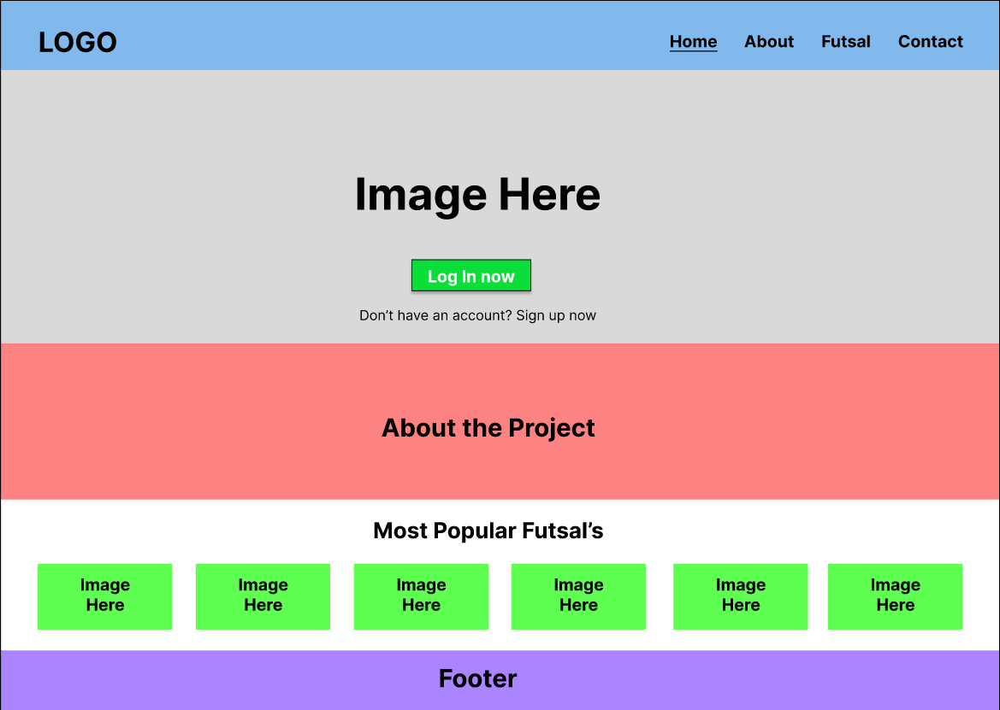 LOGO
Home About Futsal Contact
Image Here
Log In now
Don’t have an account? Sign up now
About the Project
Most Popular Futsal’s
Image
Here
Image
Here
Image
Here
Image
Here
Image
Here
Image
Here
Footer